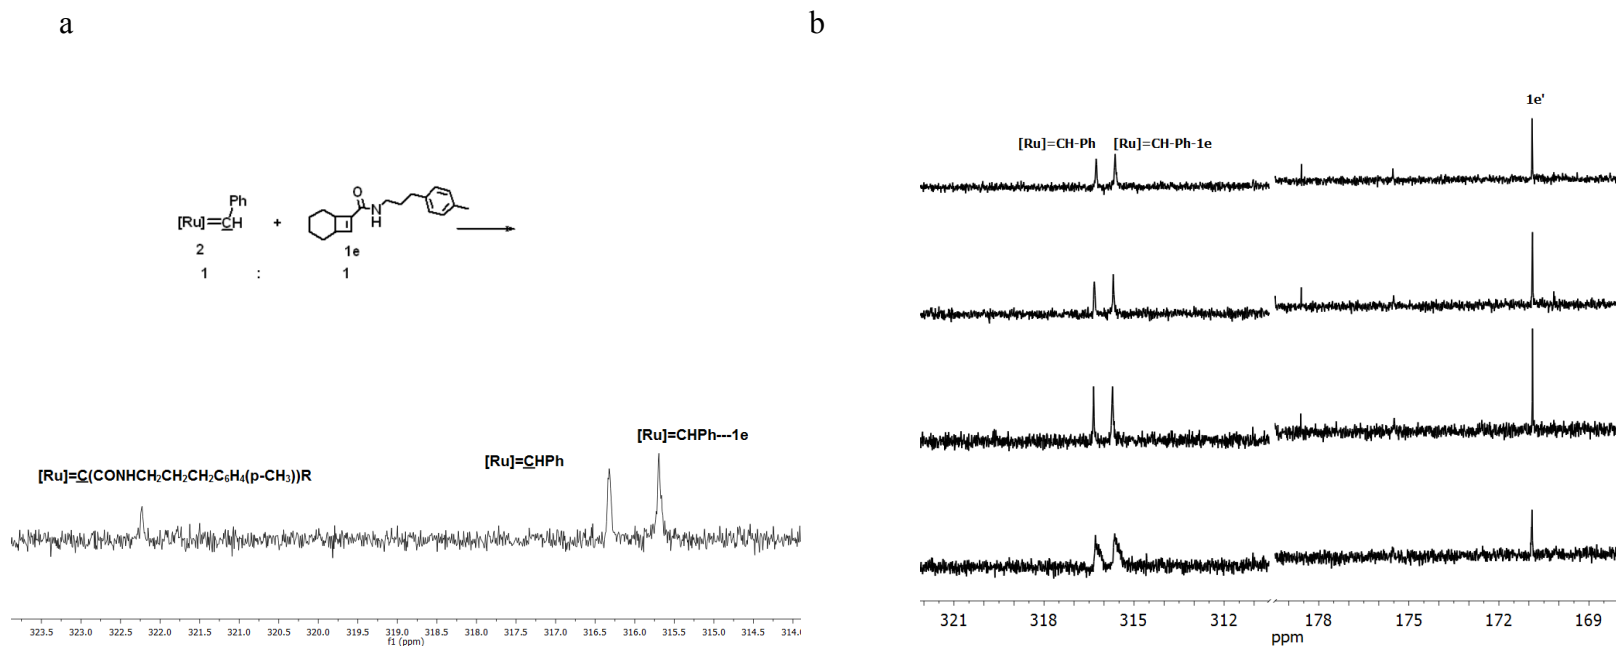 a
Ph
[Ru]=CH
2
+
O
N
H
1e
1 : 1
[Ru]=C(CONHCH₂CH₂CH₂C₆H₄(p-CH₃))R
[Ru]=CHPh
[Ru]=CHPh---1e
323.5 323.0 322.5 322.0 321.5 321.0 320.5 320.0 319.5 319.0 318.5 318.0 317.5 317.0 316.5 316.0 315.5 315.0 314.5 314.
f1 (ppm)
b
1e'
[Ru]=CH-Ph [Ru]=CH-Ph-1e
321 318 315 312 178 175 172 169
ppm